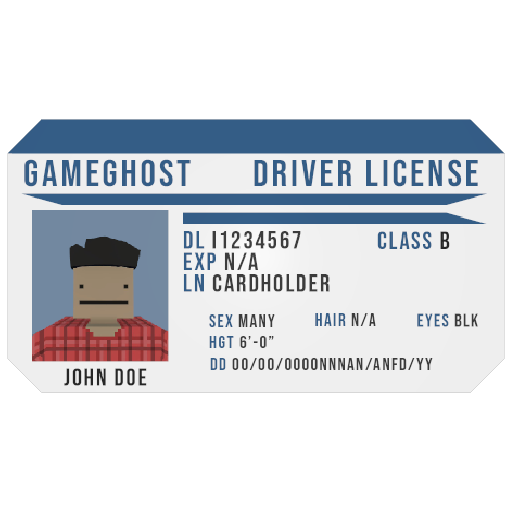 GAMEGHOST DRIVER LICENSE
DL I1234567 CLASS B
EXP N/A
LN CARDHOLDER
SEX MANY HAIR N/A EYES BLK
HGT 6'-0"
DD 00/00/0000NNNAN/ANFD/YY
JOHN DOE